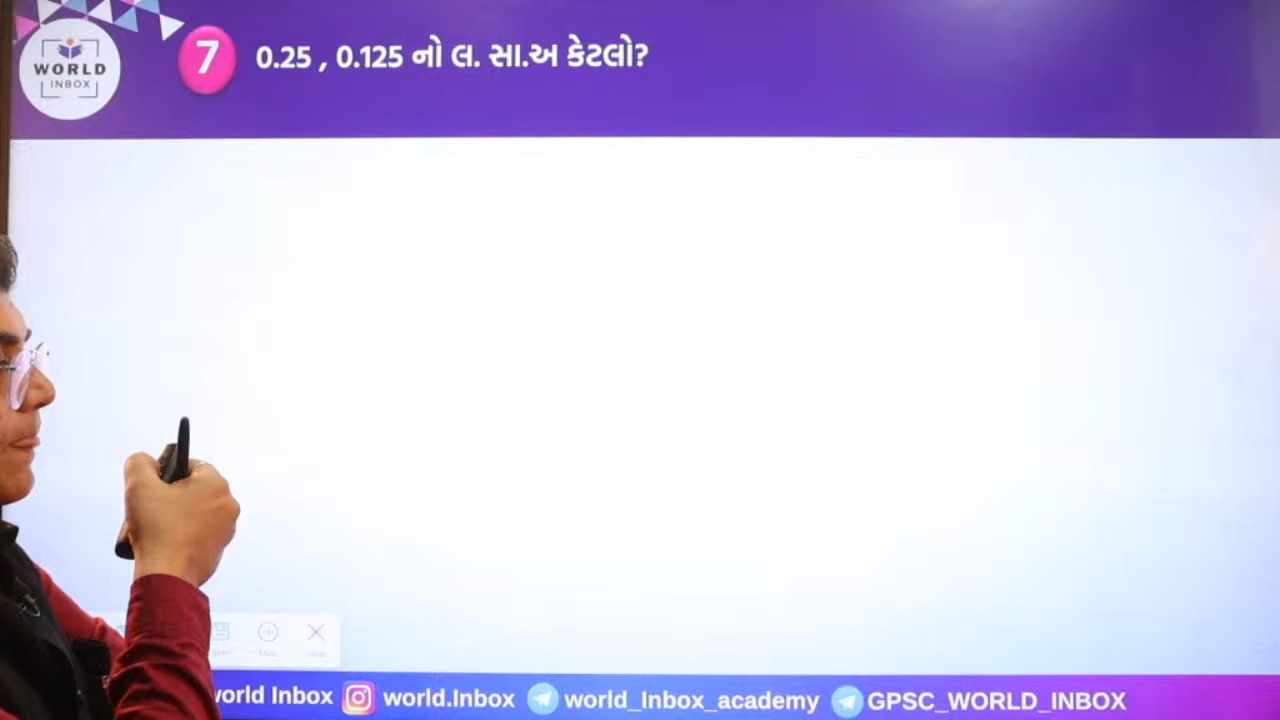 WORLD
INBOX
7
0.25 , 0.125 નો લ. સા.અ કેટલો?
world Inbox
world.Inbox
world_Inbox_academy
GPSC_WORLD_INBOX